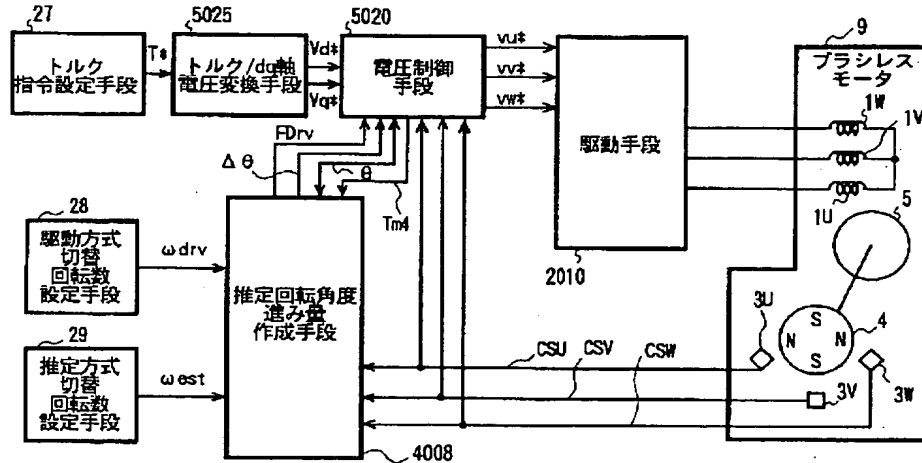 27
トルク
指令設定手段
T*
5025
トルク/dq軸
電圧変換手段
Vd*
Vq*
5020
電圧制御
手段
vu*
vv*
vw*
駆動手段
2010
9
ブラシレス
モータ
1W
1V
1U
5
FDrv
Δθ
θ
Tm4
28
駆動方式
切替
回転数
設定手段
ωdrv
29
推定方式
切替
回転数
設定手段
ωest
推定回転角度
進み量
作成手段
4008
CSU
CSV
CSW
3U
S
N
N
S
4
3W
3V